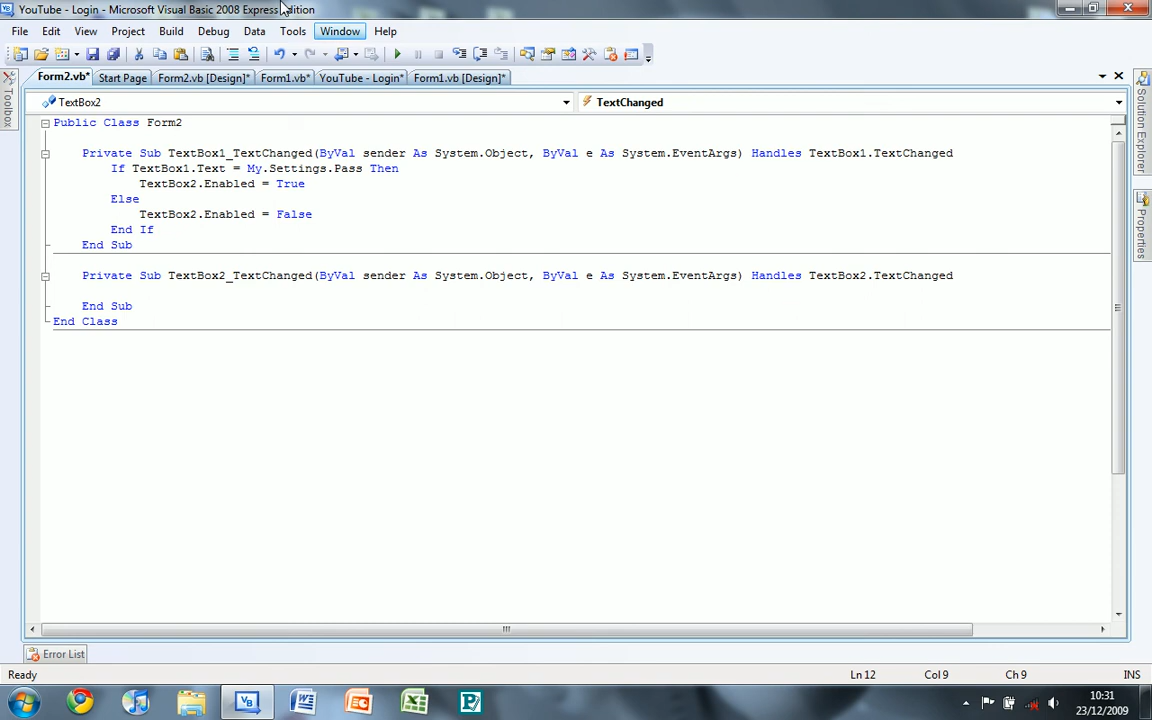 YouTube - Login - Microsoft Visual Basic 2008 Express Edition
File Edit View Project Build Debug Data Tools Window Help
Form2.vb* Start Page Form2.vb [Design]* Form1.vb* YouTube - Login* Form1.vb [Design]*
TextBox2 TextChanged
Toolbox
Solution Explorer
Properties
Public Class Form2
Private Sub TextBox1_TextChanged(ByVal sender As System.Object, ByVal e As System.EventArgs) Handles TextBox1.TextChanged
If TextBox1.Text = My.Settings.Pass Then
TextBox2.Enabled = True
Else
TextBox2.Enabled = False
End If
End Sub
Private Sub TextBox2_TextChanged(ByVal sender As System.Object, ByVal e As System.EventArgs) Handles TextBox2.TextChanged
End Sub
End Class
Error List
Ready Ln 12 Col 9 Ch 9 INS
10:31
23/12/2009